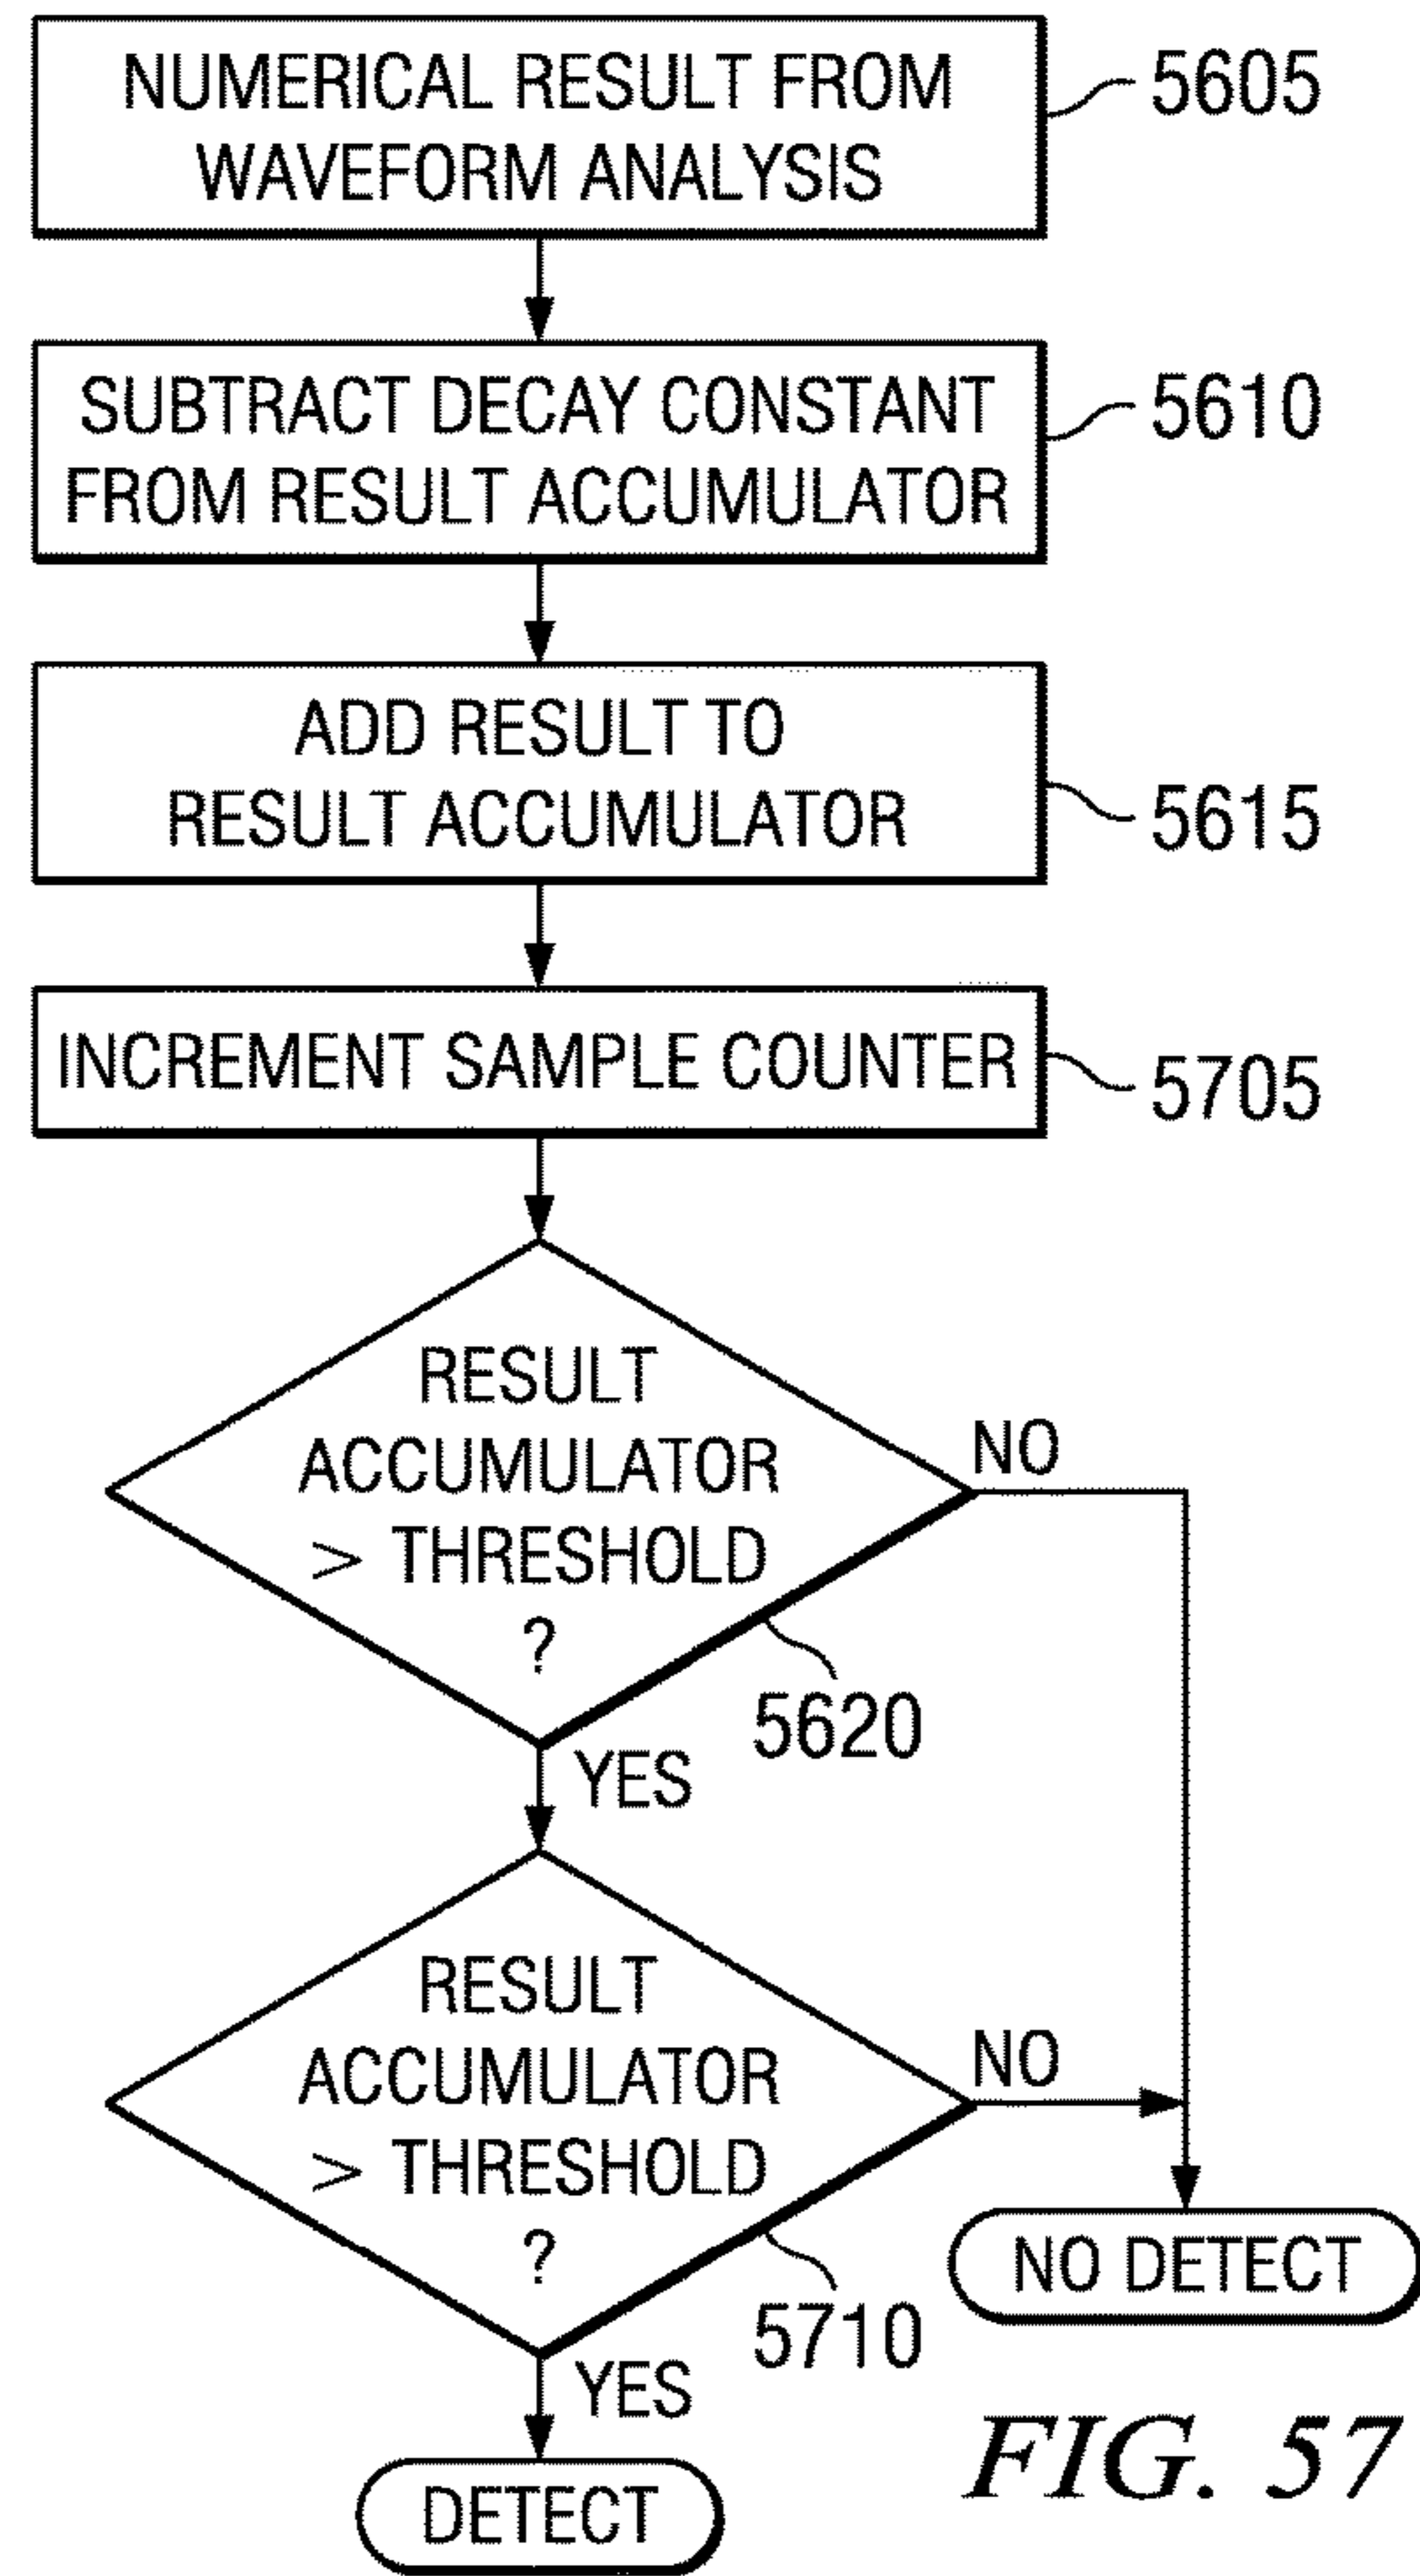 NUMERICAL RESULT FROM
WAVEFORM ANALYSIS
5605
SUBTRACT DECAY CONSTANT
FROM RESULT ACCUMULATOR
5610
ADD RESULT TO
RESULT ACCUMULATOR
5615
INCREMENT SAMPLE COUNTER
5705
RESULT
ACCUMULATOR
> THRESHOLD
?
NO
5620
YES
RESULT
ACCUMULATOR
> THRESHOLD
?
NO
5710
NO DETECT
YES
DETECT
FIG. 57